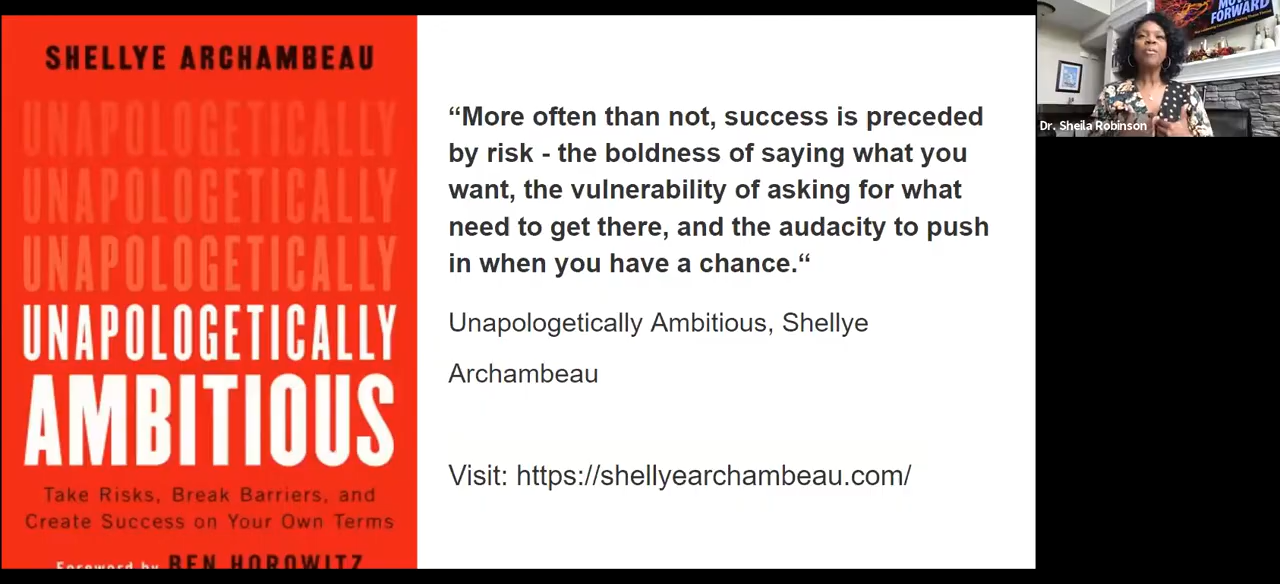 SHELLYE ARCHAMBEAU
UNAPOLOGETICALLY
UNAPOLOGETICALLY
UNAPOLOGETICALLY
UNAPOLOGETICALLY
AMBITIOUS
Take Risks, Break Barriers, and
Create Success on Your Own Terms
Foreword by BEN HOROWITZ
“More often than not, success is preceded
by risk - the boldness of saying what you
want, the vulnerability of asking for what
need to get there, and the audacity to push
in when you have a chance.“
Unapologetically Ambitious, Shellye
Archambeau
Visit: https://shellyearchambeau.com/
FORWARD
Dr. Sheila Robinson